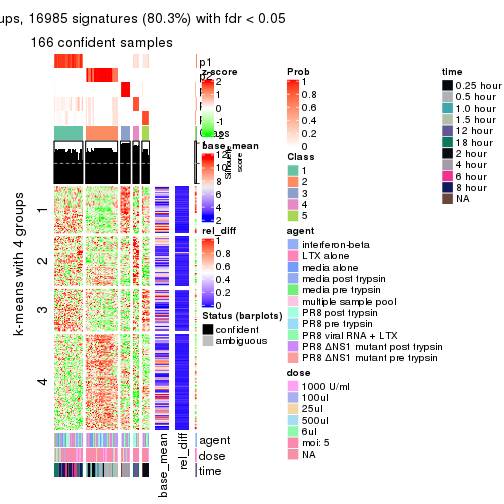 ups, 16985 signatures (80.3%) with fdr < 0.05
166 confident samples
p1
p2
z-score
2
1
0
-1
-2
Class
base_mean
12
10
8
6
4
2
Silhouette
score
rel_diff
1
0.8
0.6
0.4
0.2
0
Status (barplots)
confident
ambiguous
k-means with 4 groups
1
2
3
4
base_mean
rel_diff
agent
dose
time
Prob
1
0.8
0.6
0.4
0.2
0
Class
1
2
3
4
5
agent
interferon-beta
LTX alone
media alone
media post trypsin
media pre trypsin
multiple sample pool
PR8 post trypsin
PR8 pre trypsin
PR8 viral RNA + LTX
PR8 ΔNS1 mutant post trypsin
PR8 ΔNS1 mutant pre trypsin
dose
1000 U/ml
100ul
25ul
500ul
6ul
moi: 5
NA
time
0.25 hour
0.5 hour
1.0 hour
1.5 hour
12 hour
18 hour
2 hour
4 hour
6 hour
8 hour
NA